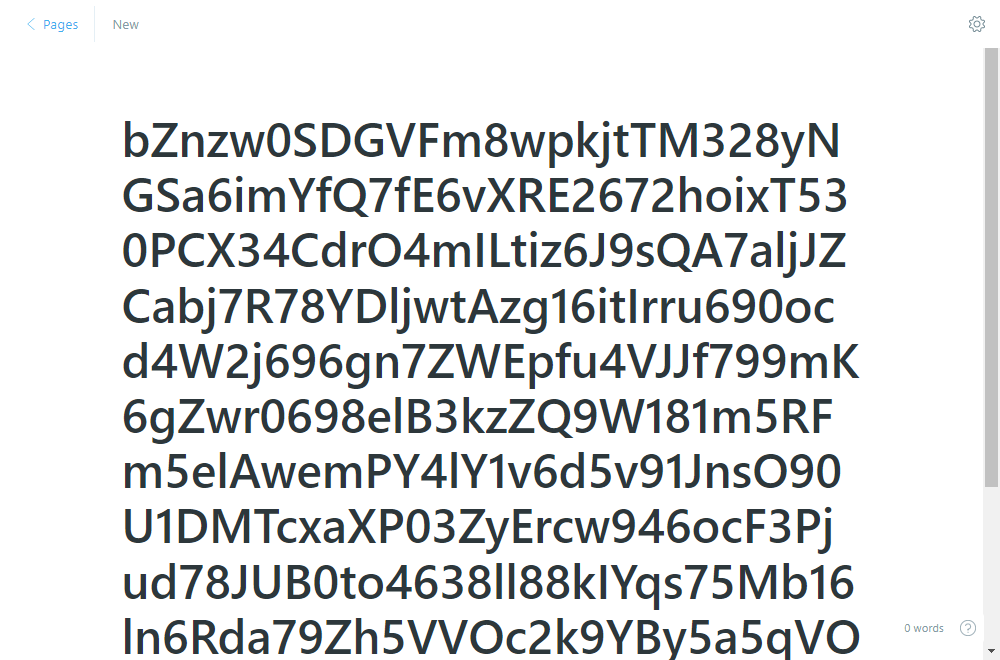 Pages
New
bZnzw0SDGVFm8wpkjtTM328yN
GSa6imYfQ7fE6vXRE2672hoixT53
0PCX34CdrO4mILtiz6J9sQA7aljJZ
Cabj7R78YDljwtAzg16itIrru690oc
d4W2j696gn7ZWEpfu4VJJf799mK
6gZwr0698elB3kzZQ9W181m5RF
m5elAwemPY4lY1v6d5v91JnsO90
U1DMTcxaXP03ZyErcw946ocF3Pj
ud78JUB0to4638ll88kIYqs75Mb16
ln6Rda79Zh5VVOc2k9YBy5a5qVO
0 words
?